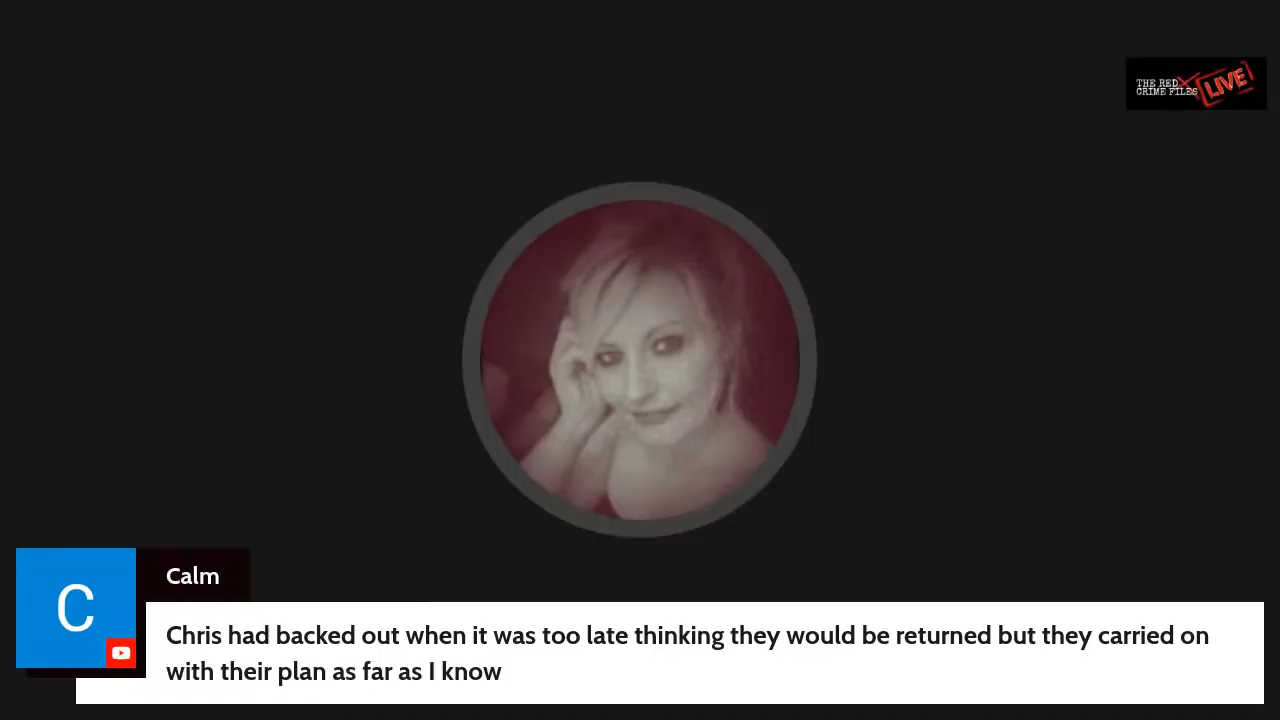 THE RED
CRIME FILES
LIVE
C
Calm
Chris had backed out when it was too late thinking they would be returned but they carried on
with their plan as far as I know